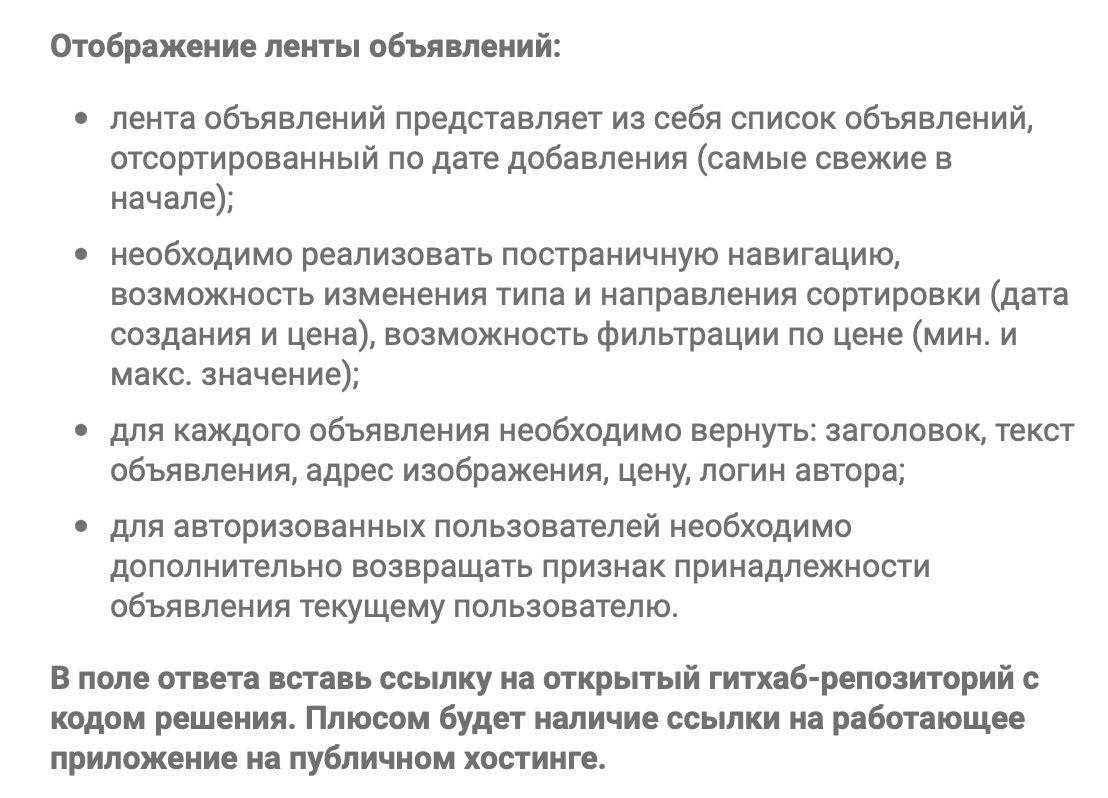 Отображение ленты объявлений:
• лента объявлений представляет из себя список объявлений,
отсортированный по дате добавления (самые свежие в
начале);
• необходимо реализовать постраничную навигацию,
возможность изменения типа и направления сортировки (дата
создания и цена), возможность фильтрации по цене (мин. и
макс. значение);
• для каждого объявления необходимо вернуть: заголовок, текст
объявления, адрес изображения, цену, логин автора;
• для авторизованных пользователей необходимо
дополнительно возвращать признак принадлежности
объявления текущему пользователю.
В поле ответа вставь ссылку на открытый гитхаб-репозиторий с
кодом решения. Плюсом будет наличие ссылки на работающее
приложение на публичном хостинге.